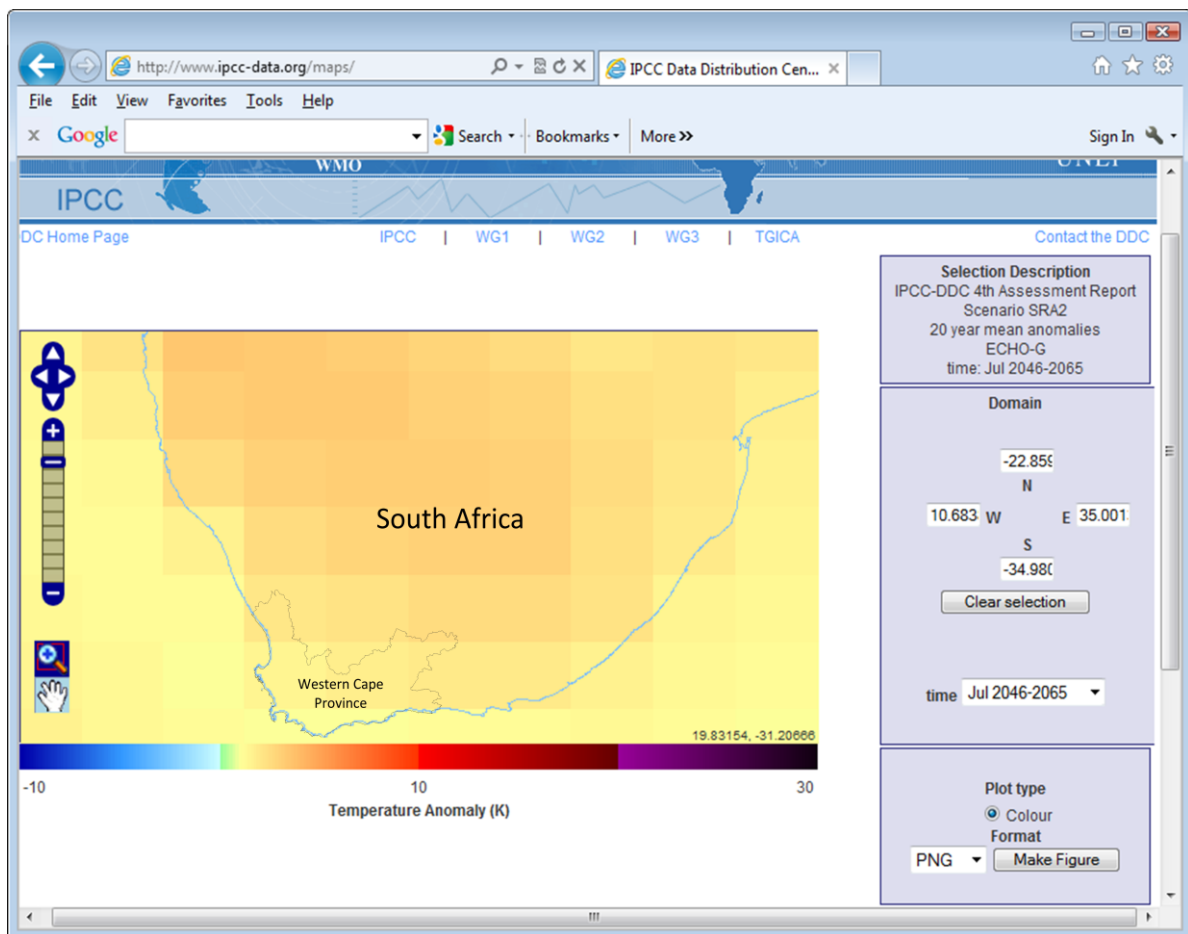 http://www.ipcc-data.org/maps/
IPCC Data Distribution Cen...
File Edit View Favorites Tools Help
x Google Search Bookmarks More >> Sign In
WMO
IPCC
DC Home Page IPCC | WG1 | WG2 | WG3 | TGICA Contact the DDC
Selection Description
IPCC-DDC 4th Assessment Report
Scenario SRA2
20 year mean anomalies
ECHO-G
time: Jul 2046-2065
Domain
-22.859
N
10.683 W E 35.001
S
-34.980
Clear selection
time Jul 2046-2065
South Africa
Western Cape
Province
19.83154, -31.20666
-10 10 30
Temperature Anomaly (K)
Plot type
Colour
Format
PNG Make Figure